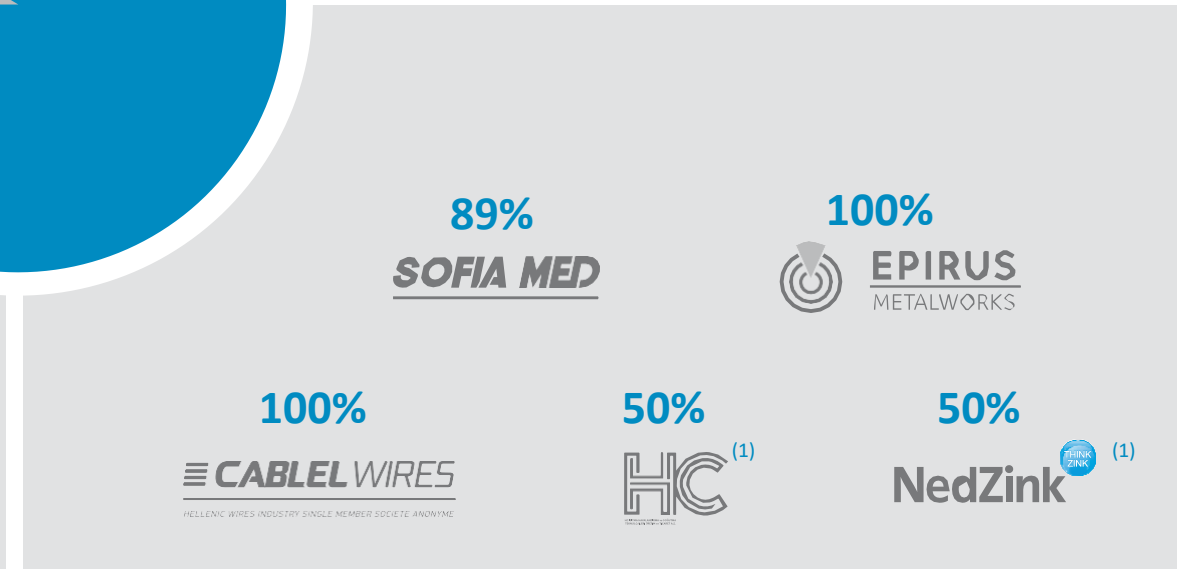 89%
100%
SOFIA MED
EPIRUS
METALWORKS
100%
50%
50%
CABLEL WIRES
HELLENIC WIRES INDUSTRY SINGLE MEMBER SOCIETE ANONYME
HC
(1)
NedZink
THINK
ZINK
(1)